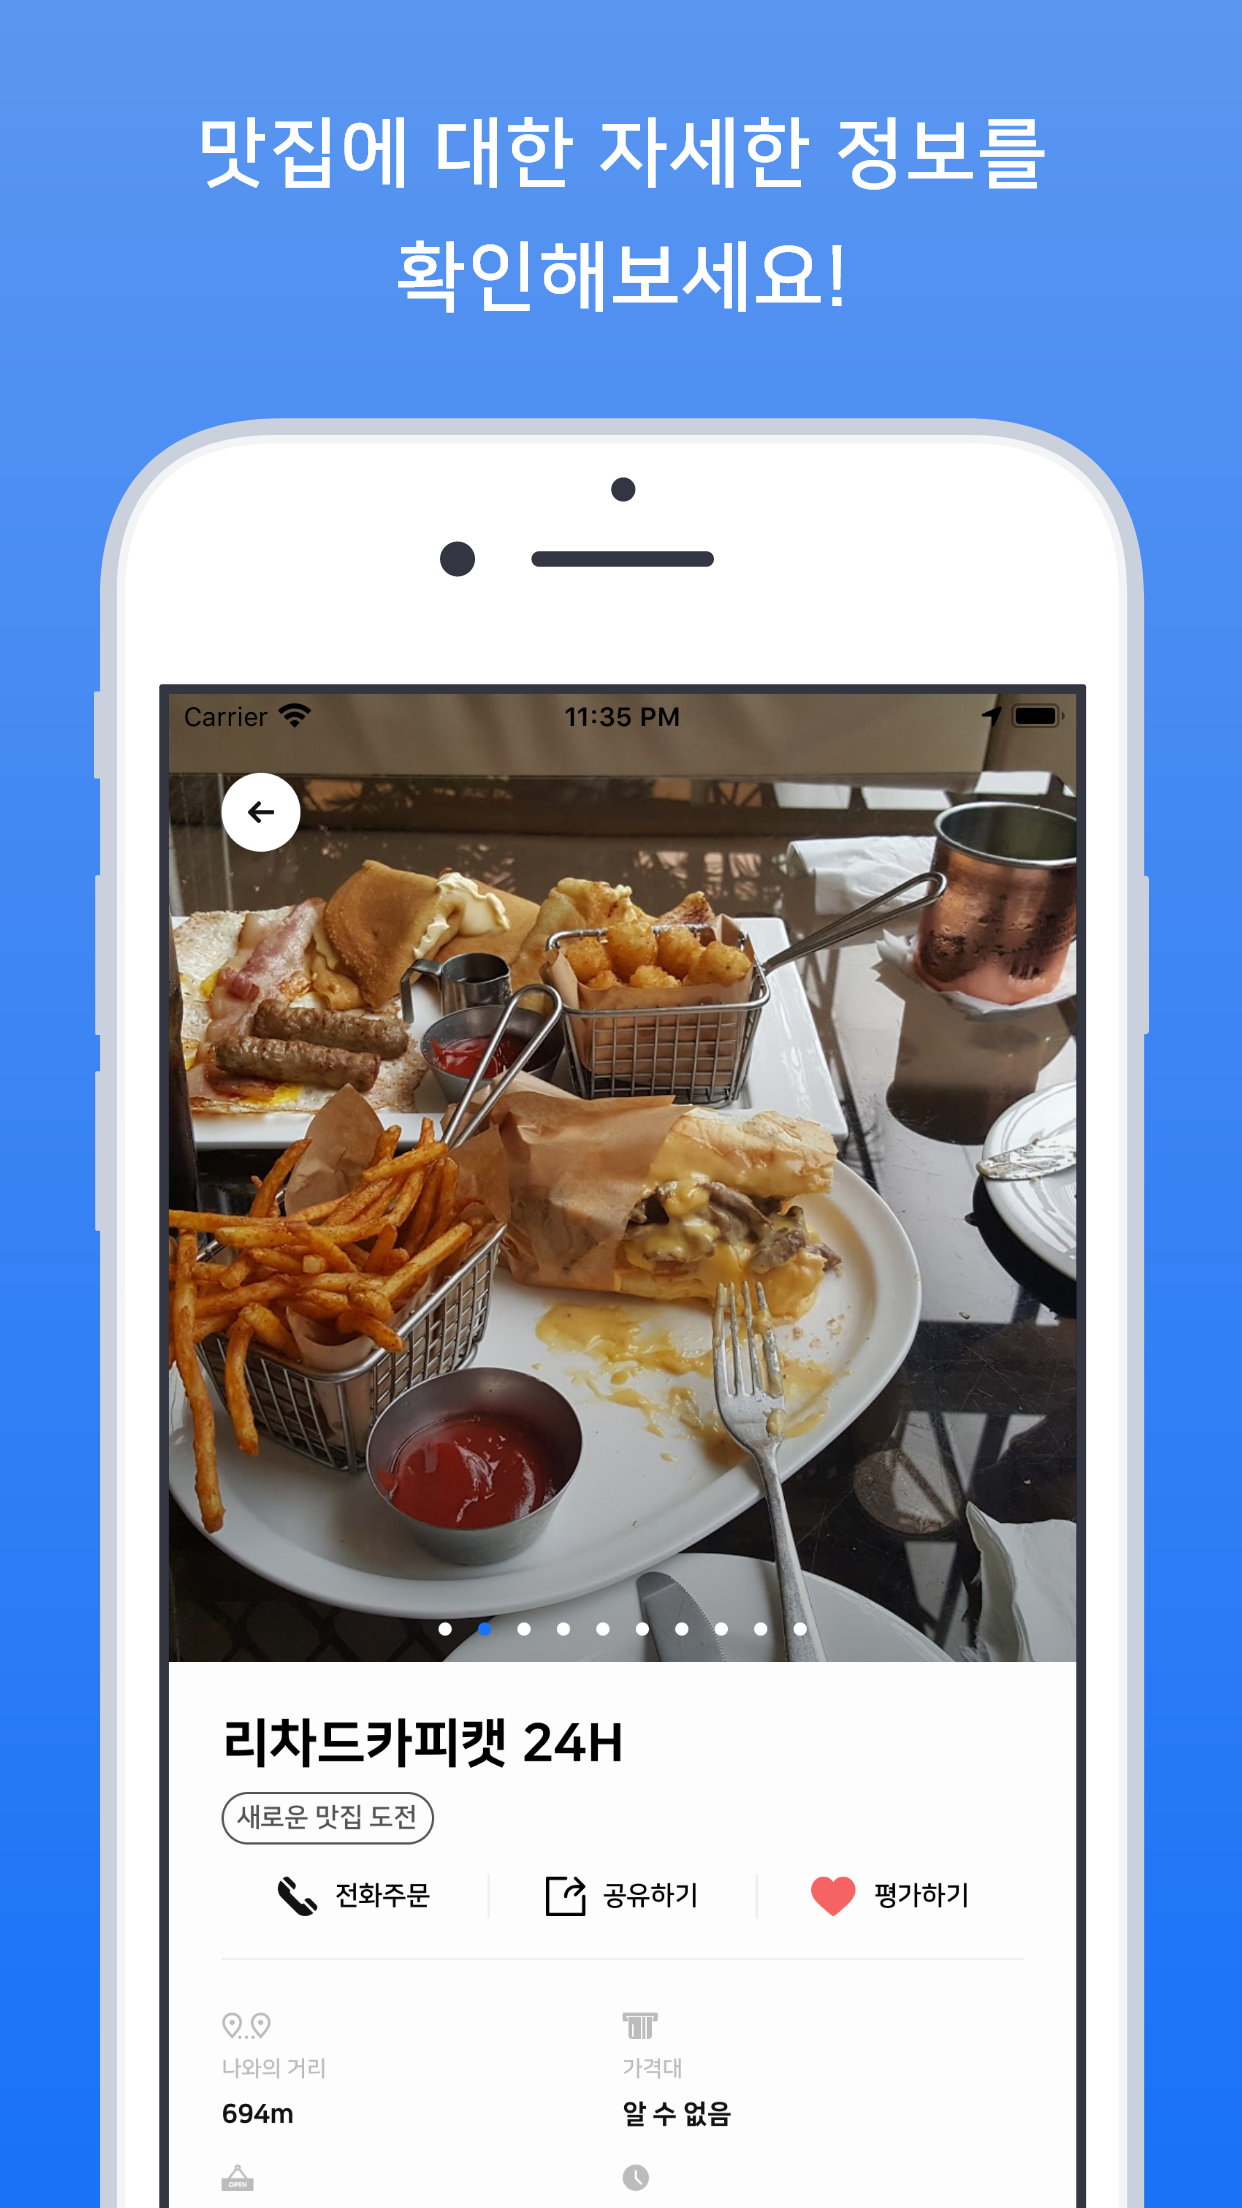 맛집에 대한 자세한 정보를
확인해보세요!
Carrier 11:35 PM
리차드카피캣 24H
새로운 맛집 도전
전화주문 공유하기 평가하기
나와의 거리 가격대
694m 알 수 없음
OPEN